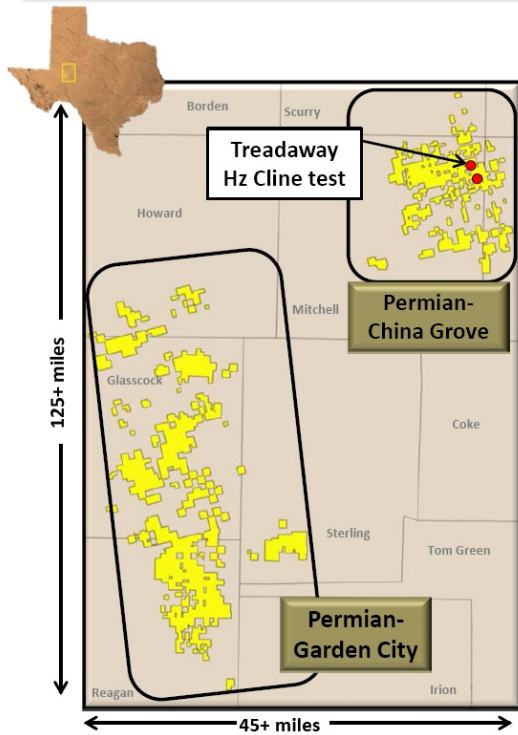 Borden
Scurry
Treadaway
Hz Cline test
Howard
Mitchell
Permian-
China Grove
125+ miles
Glasscock
Coke
Sterling
Tom Green
Permian-
Garden City
Reagan
Irion
45+ miles